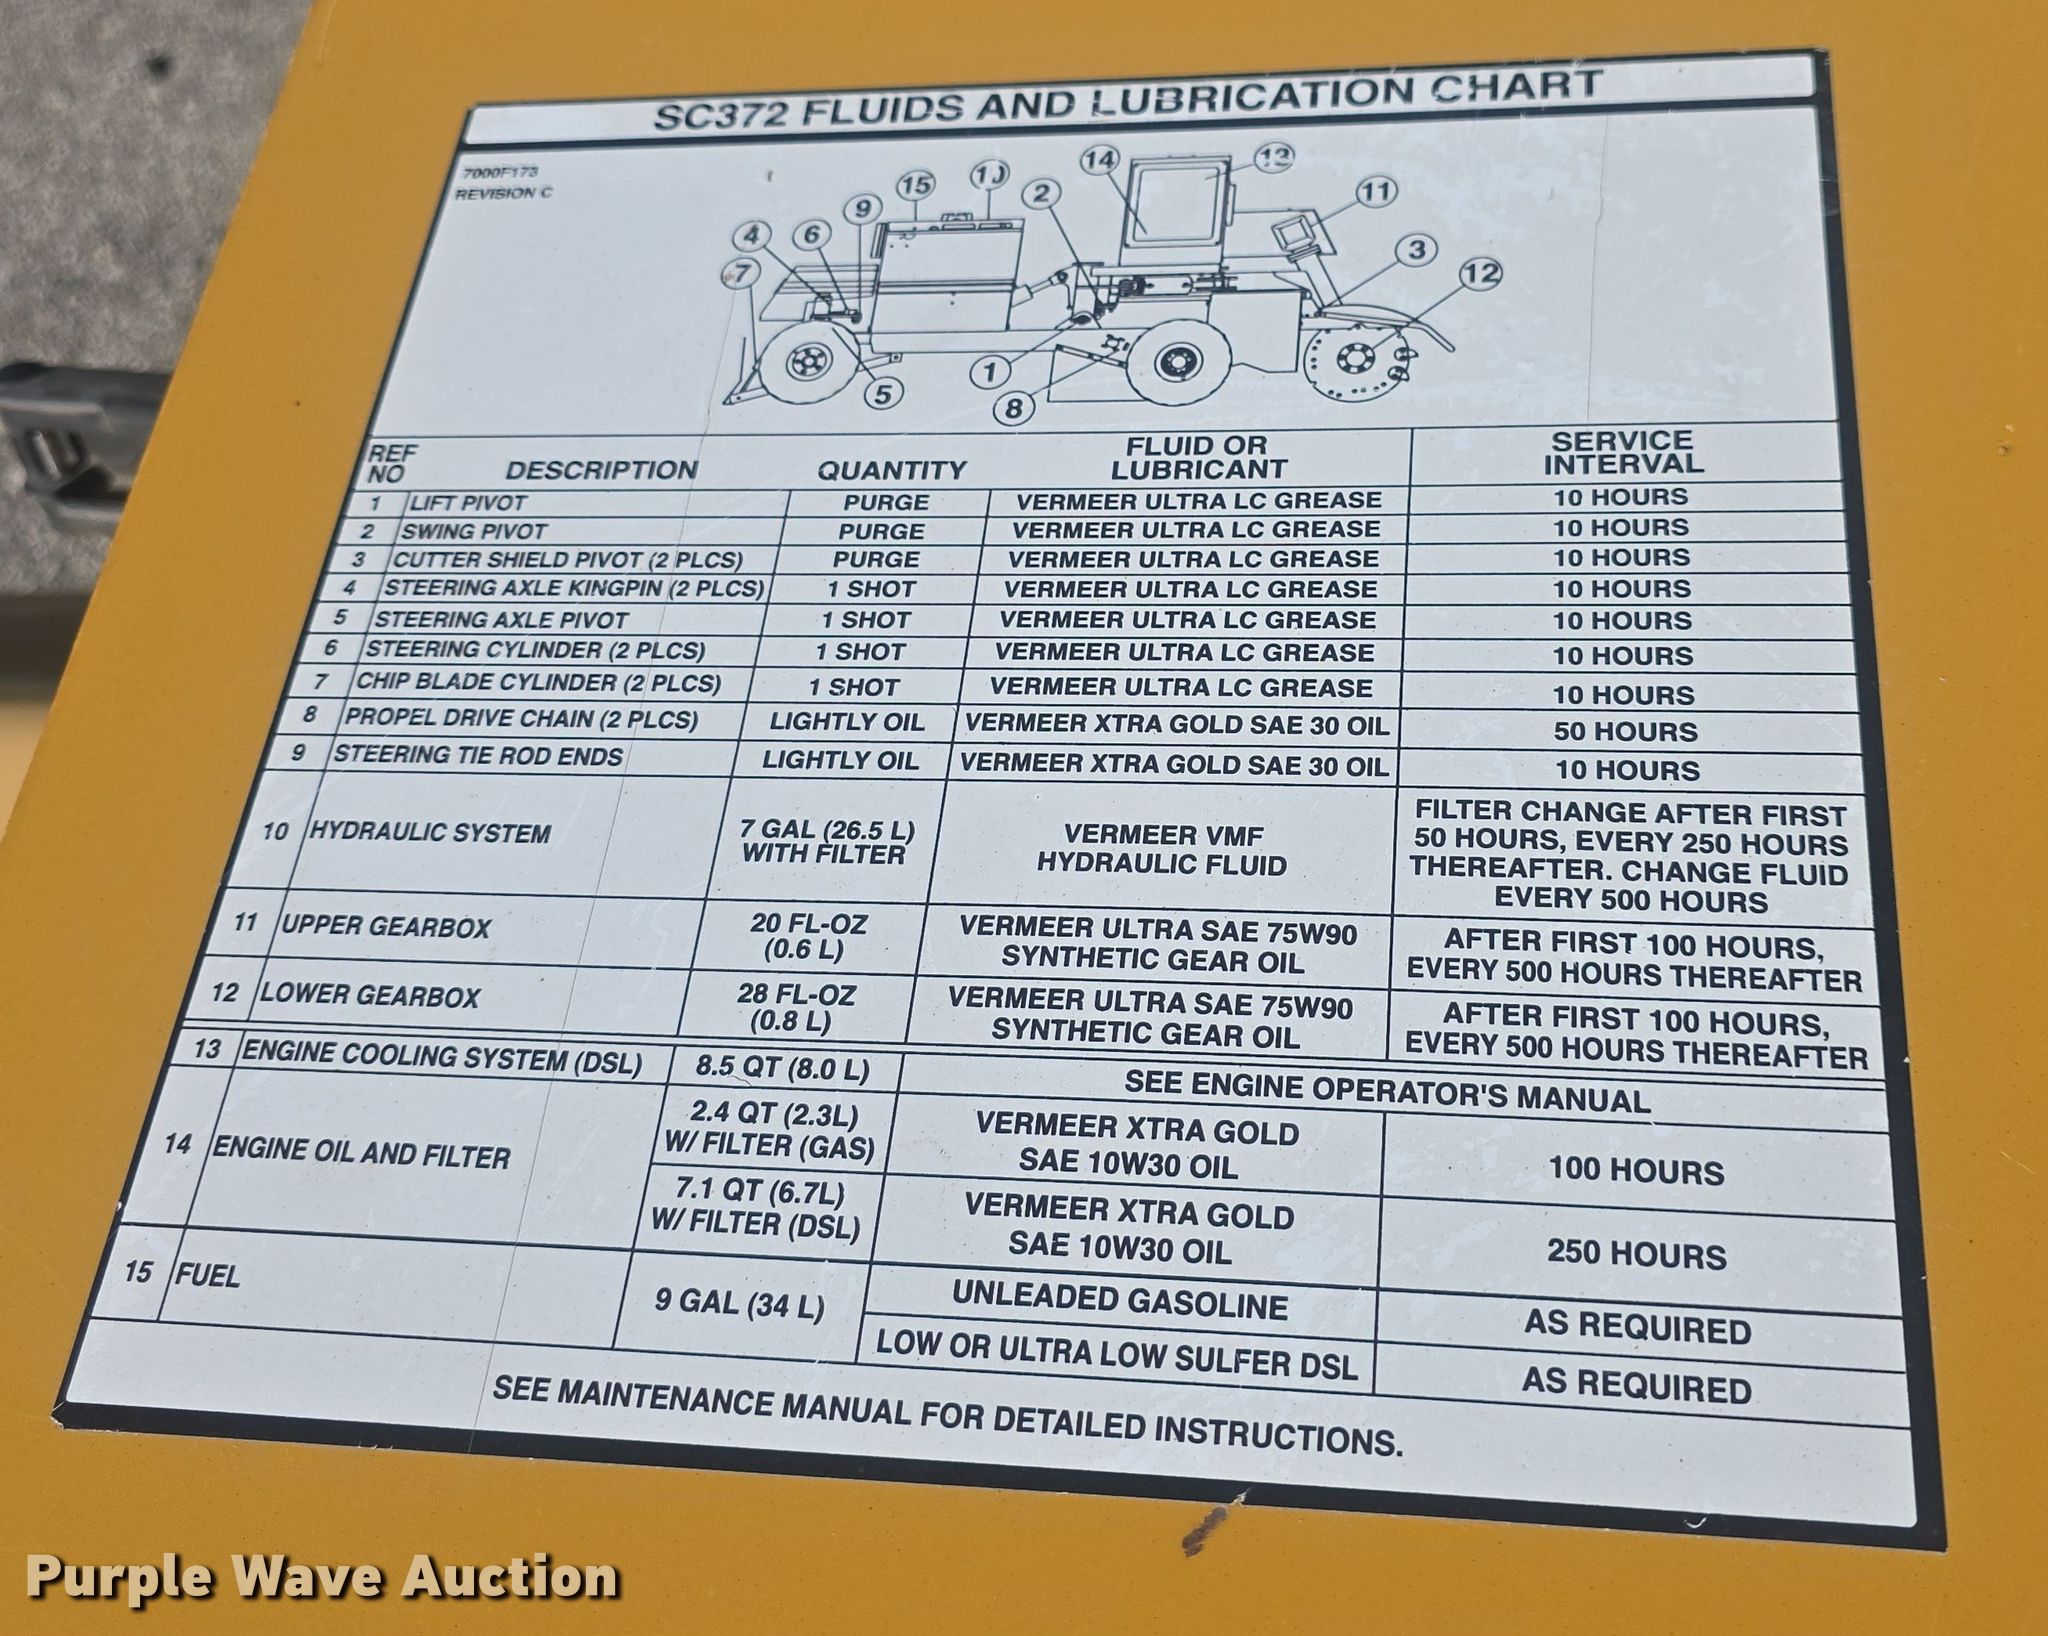 SC372 FLUIDS AND LUBRICATION CHART
7000F173
REVISION C
14
13
15
10
2
11
9
4
6
3
7
12
1
5
8
REF NO DESCRIPTION QUANTITY FLUID OR LUBRICANT SERVICE INTERVAL
1 LIFT PIVOT PURGE VERMEER ULTRA LC GREASE 10 HOURS
2 SWING PIVOT PURGE VERMEER ULTRA LC GREASE 10 HOURS
3 CUTTER SHIELD PIVOT (2 PLCS) PURGE VERMEER ULTRA LC GREASE 10 HOURS
4 STEERING AXLE KINGPIN (2 PLCS) 1 SHOT VERMEER ULTRA LC GREASE 10 HOURS
5 STEERING AXLE PIVOT 1 SHOT VERMEER ULTRA LC GREASE 10 HOURS
6 STEERING CYLINDER (2 PLCS) 1 SHOT VERMEER ULTRA LC GREASE 10 HOURS
7 CHIP BLADE CYLINDER (2 PLCS) 1 SHOT VERMEER ULTRA LC GREASE 10 HOURS
8 PROPEL DRIVE CHAIN (2 PLCS) LIGHTLY OIL VERMEER XTRA GOLD SAE 30 OIL 50 HOURS
9 STEERING TIE ROD ENDS LIGHTLY OIL VERMEER XTRA GOLD SAE 30 OIL 10 HOURS
10 HYDRAULIC SYSTEM
7 GAL (26.5 L)
WITH FILTER
VERMEER VMF
HYDRAULIC FLUID
FILTER CHANGE AFTER FIRST
50 HOURS, EVERY 250 HOURS
THEREAFTER. CHANGE FLUID
EVERY 500 HOURS
11 UPPER GEARBOX
20 FL-OZ
(0.6 L)
VERMEER ULTRA SAE 75W90
SYNTHETIC GEAR OIL
AFTER FIRST 100 HOURS,
EVERY 500 HOURS THEREAFTER
12 LOWER GEARBOX
28 FL-OZ
(0.8 L)
VERMEER ULTRA SAE 75W90
SYNTHETIC GEAR OIL
AFTER FIRST 100 HOURS,
EVERY 500 HOURS THEREAFTER
13 ENGINE COOLING SYSTEM (DSL) 8.5 QT (8.0 L) SEE ENGINE OPERATOR'S MANUAL
14 ENGINE OIL AND FILTER
2.4 QT (2.3L)
W/ FILTER (GAS)
VERMEER XTRA GOLD
SAE 10W30 OIL
100 HOURS
7.1 QT (6.7L)
W/ FILTER (DSL)
VERMEER XTRA GOLD
SAE 10W30 OIL
250 HOURS
15 FUEL
9 GAL (34 L)
UNLEADED GASOLINE AS REQUIRED
LOW OR ULTRA LOW SULFER DSL AS REQUIRED
SEE MAINTENANCE MANUAL FOR DETAILED INSTRUCTIONS.
Purple Wave Auction